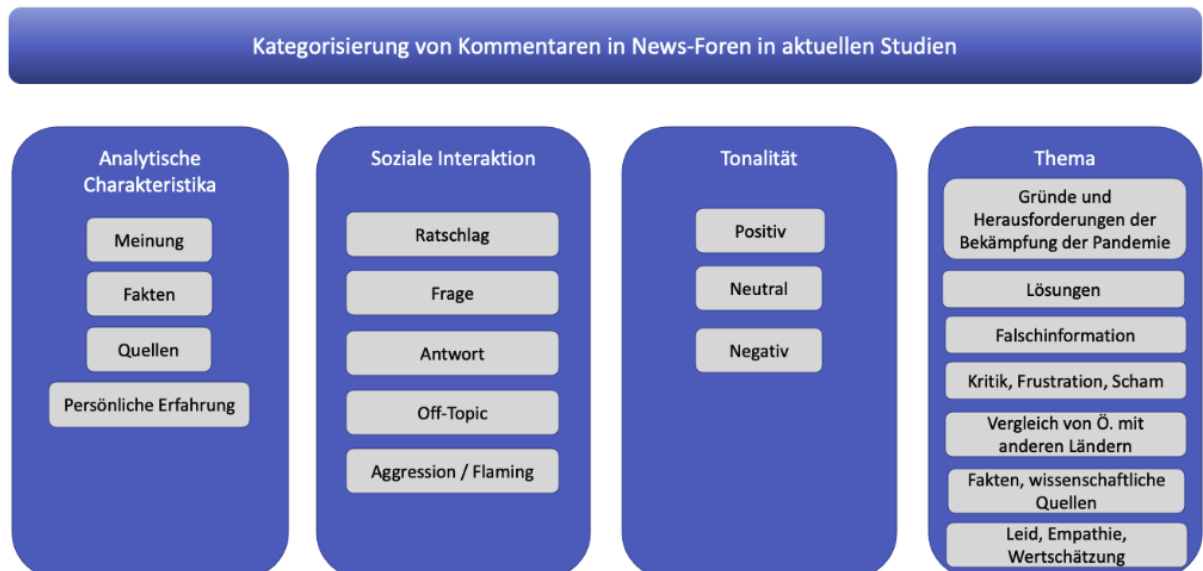 Kategorisierung von Kommentaren in News-Foren in aktuellen Studien
Analytische
Charakteristika
Meinung
Fakten
Quellen
Persönliche Erfahrung
Soziale Interaktion
Ratschlag
Frage
Antwort
Off-Topic
Aggression / Flaming
Tonalität
Positiv
Neutral
Negativ
Thema
Gründe und
Herausforderungen der
Bekämpfung der Pandemie
Lösungen
Falschinformation
Kritik, Frustration, Scham
Vergleich von Ö. mit
anderen Ländern
Fakten, wissenschaftliche
Quellen
Leid, Empathie,
Wertschätzung